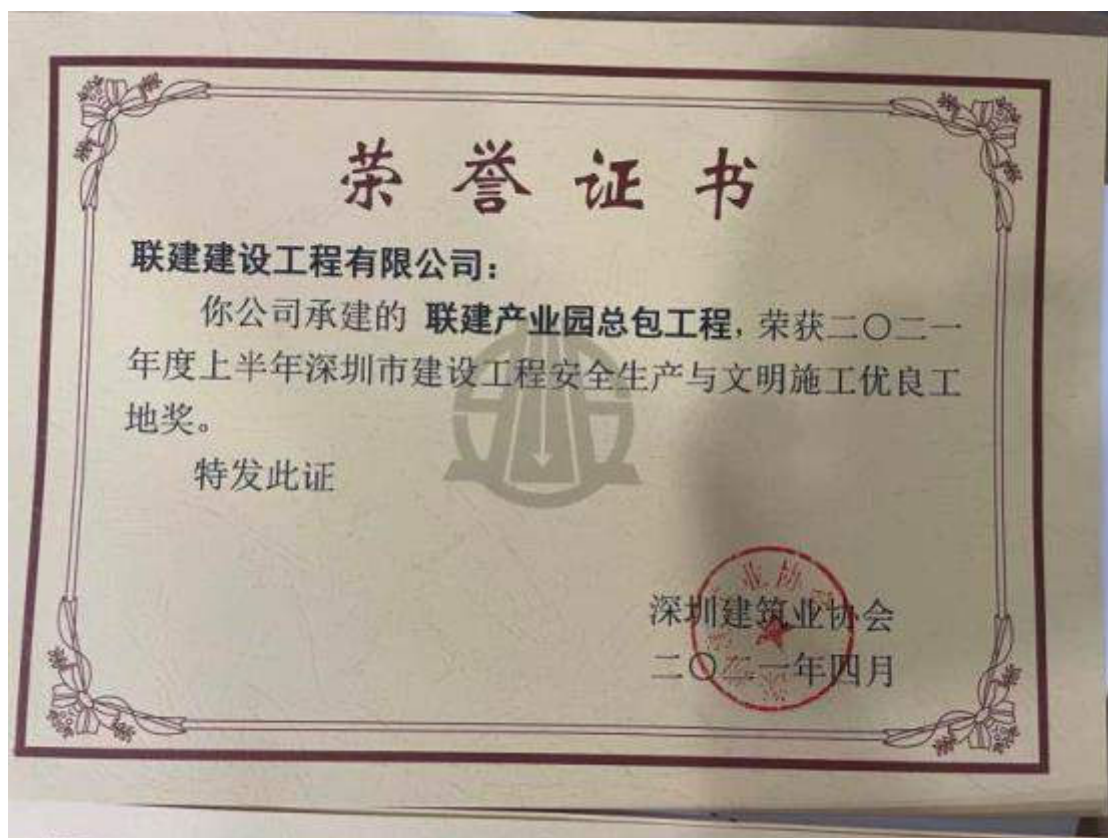 荣誉证书
联建建设工程有限公司：
你公司承建的 联建产业园总包工程，荣获二〇二一
年度上半年深圳市建设工程安全生产与文明施工优良工
地奖。
特发此证
深圳建筑业协会
二〇二一年四月